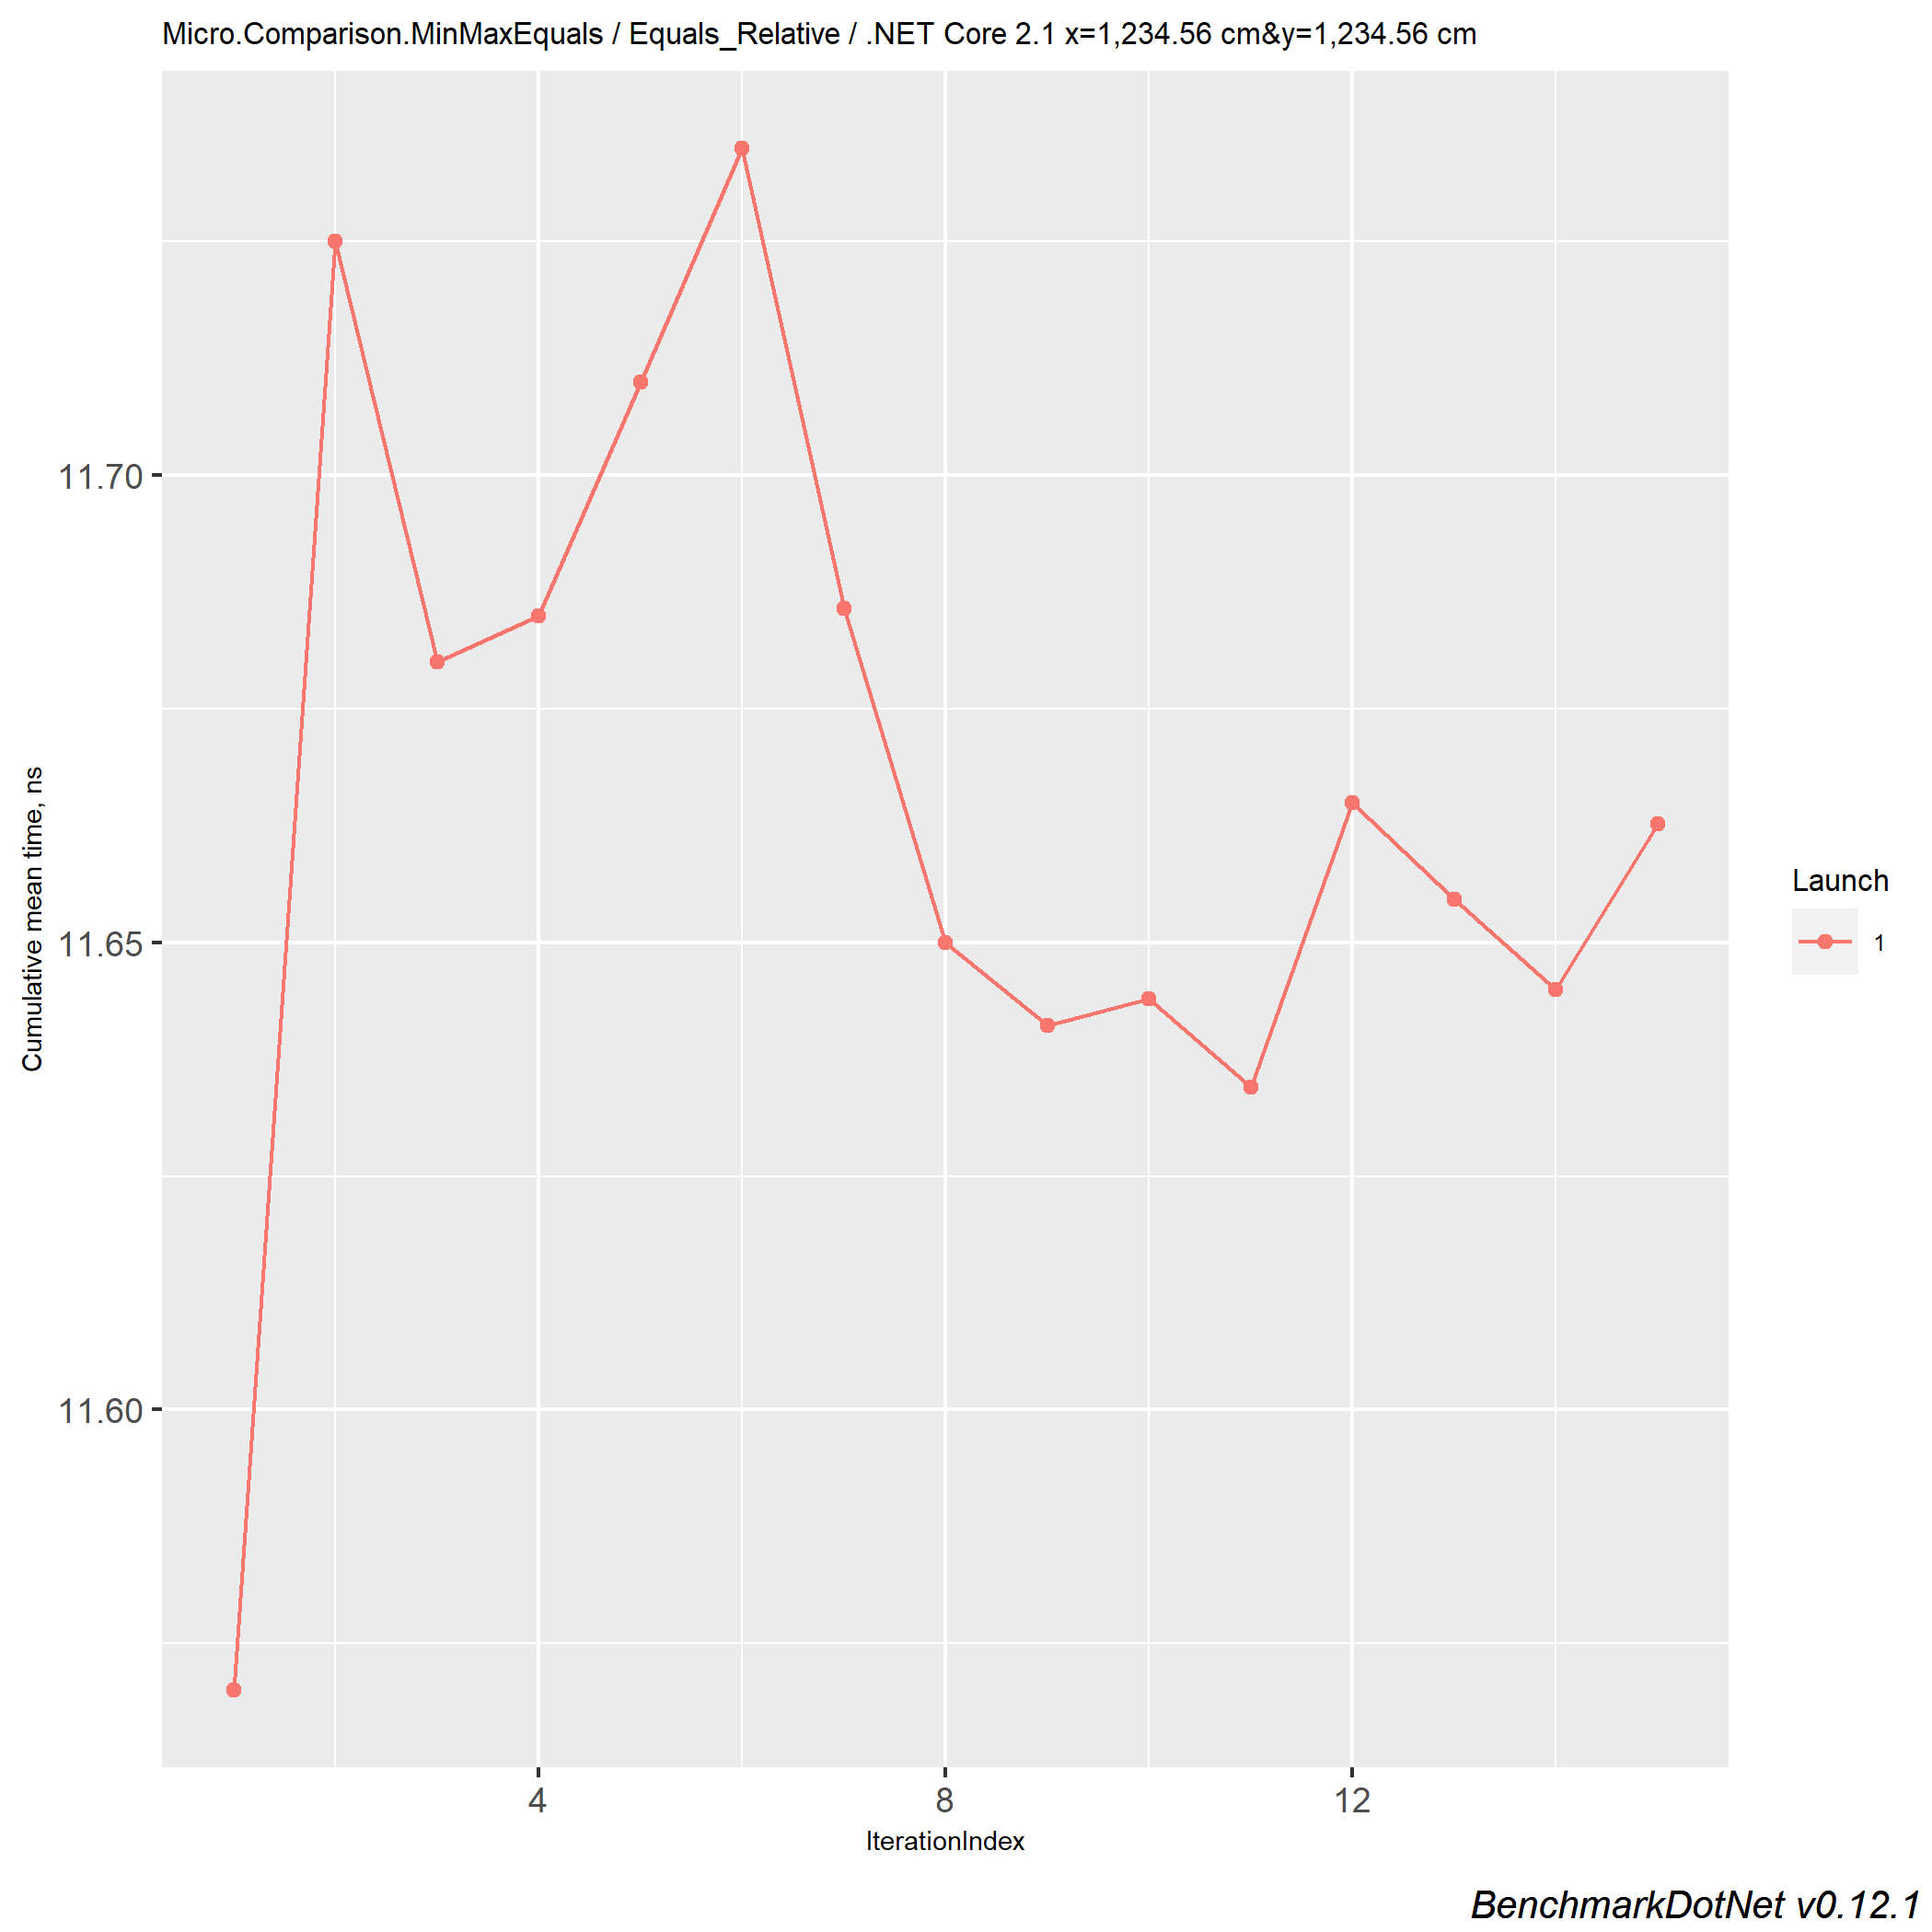 Micro.Comparison.MinMaxEquals / Equals_Relative / .NET Core 2.1 x=1,234.56 cm&y=1,234.56 cm
Cumulative mean time, ns
11.70
11.65
11.60
4
8
12
IterationIndex
Launch
1
BenchmarkDotNet v0.12.1